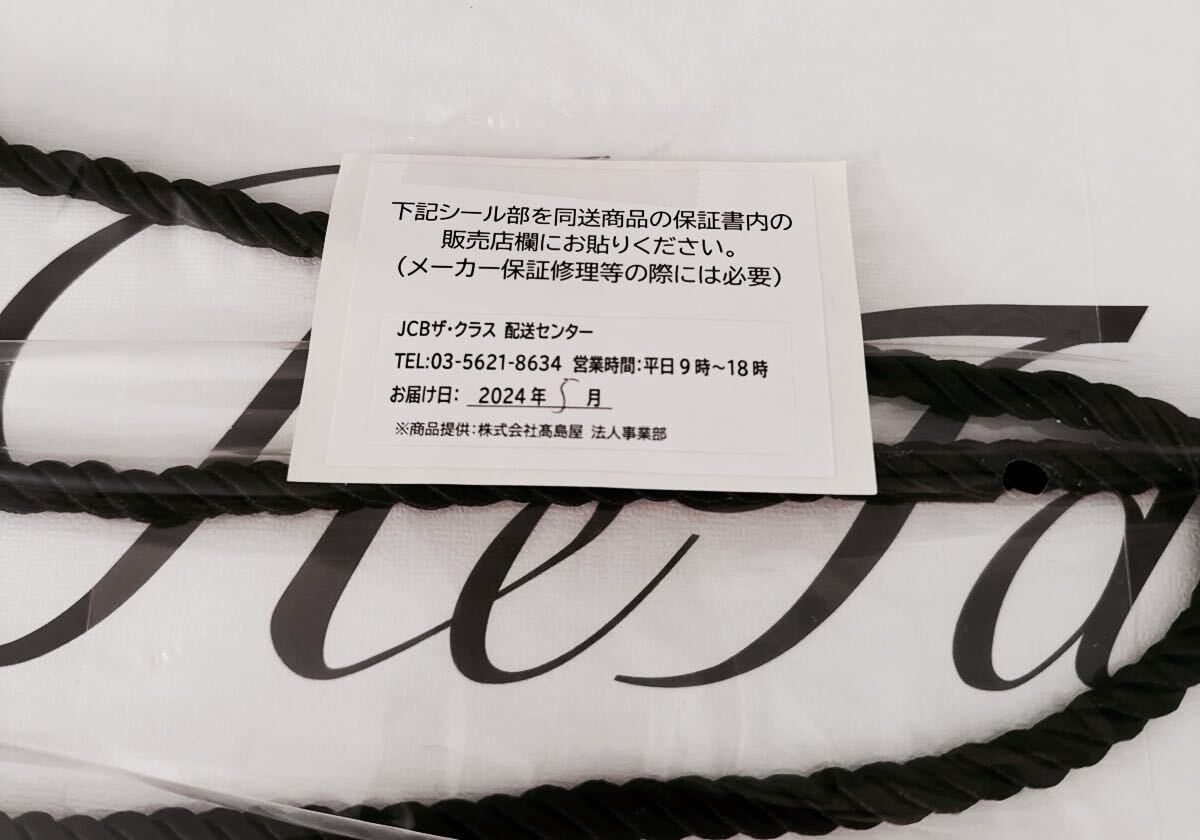 下記シール部を同送商品の保証書内の
販売店欄にお貼りください。
(メーカー保証修理等の際には必要)
JCBザ・クラス 配送センター
TEL:03-5621-8634 営業時間:平日9時~18時
お届け日: 2024年 5 月
※商品提供:株式会社髙島屋 法人事業部
ReFa